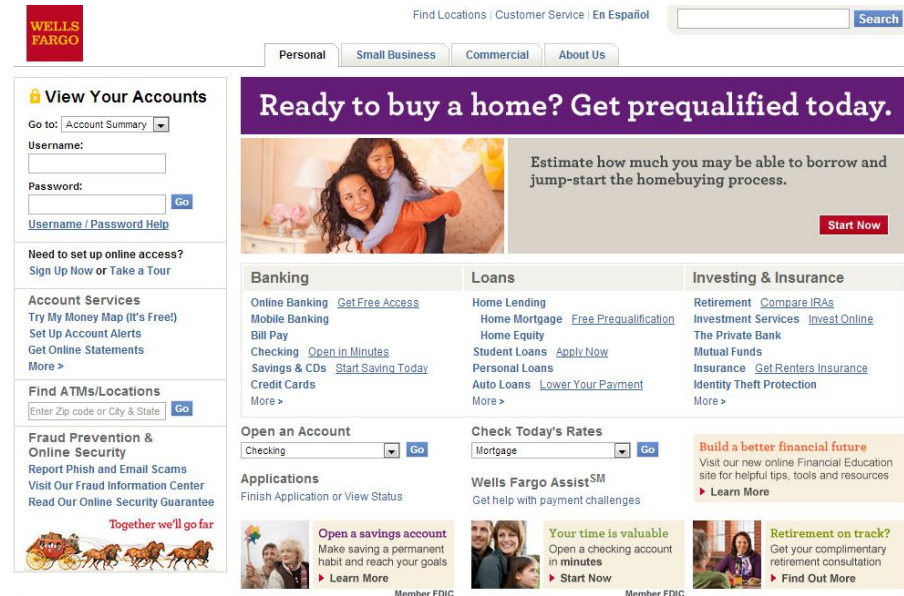 WELLS
FARGO
Find Locations | Customer Service | En Español
Search
Personal
Small Business
Commercial
About Us
View Your Accounts
Go to: Account Summary
Username:
Password:
Go
Username / Password Help
Need to set up online access?
Sign Up Now or Take a Tour
Account Services
Try My Money Map (It's Free!)
Set Up Account Alerts
Get Online Statements
More >
Find ATMs/Locations
Enter Zip code or City & State Go
Fraud Prevention &
Online Security
Report Phish and Email Scams
Visit Our Fraud Information Center
Read Our Online Security Guarantee
Together we'll go far
Ready to buy a home? Get prequalified today.
Estimate how much you may be able to borrow and
jump-start the homebuying process.
Start Now
Banking
Online Banking Get Free Access
Mobile Banking
Bill Pay
Checking Open in Minutes
Savings & CDs Start Saving Today
Credit Cards
More >
Loans
Home Lending
Home Mortgage Free Prequalification
Home Equity
Student Loans Apply Now
Personal Loans
Auto Loans Lower Your Payment
More >
Investing & Insurance
Retirement Compare IRAs
Investment Services Invest Online
The Private Bank
Mutual Funds
Insurance Get Renters Insurance
Identity Theft Protection
More >
Open an Account
Checking Go
Applications
Finish Application or View Status
Check Today's Rates
Mortgage Go
Wells Fargo Assist℠
Get help with payment challenges
Build a better financial future
Visit our new online Financial Education
site for helpful tips, tools and resources
Learn More
Open a savings account
Make saving a permanent
habit and reach your goals
Learn More
Member FDIC
Your time is valuable
Open a checking account
in minutes
Start Now
Member FDIC
Retirement on track?
Get your complimentary
retirement consultation
Find Out More